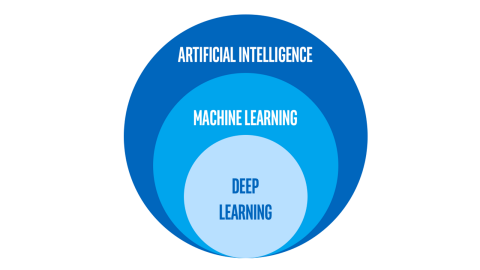 ARTIFICIAL INTELLIGENCE
MACHINE LEARNING
DEEP
LEARNING